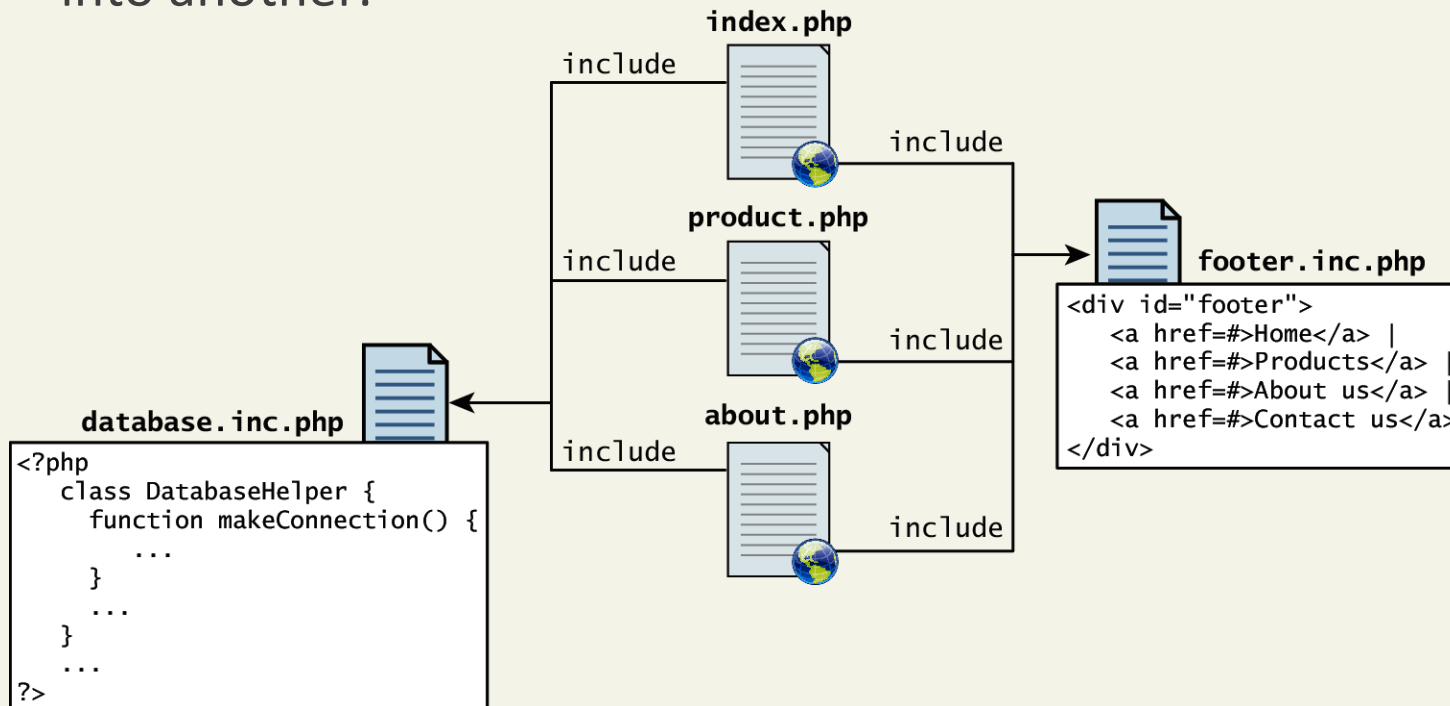 into another.
index.php
include
include
product.php
include
include
about.php
include
include
footer.inc.php
<div id="footer">
<a href=#>Home</a> |
<a href=#>Products</a> |
<a href=#>About us</a> |
<a href=#>Contact us</a>
</div>
database.inc.php
<?php
class DatabaseHelper {
function makeConnection() {
...
}
...
}
...
?>